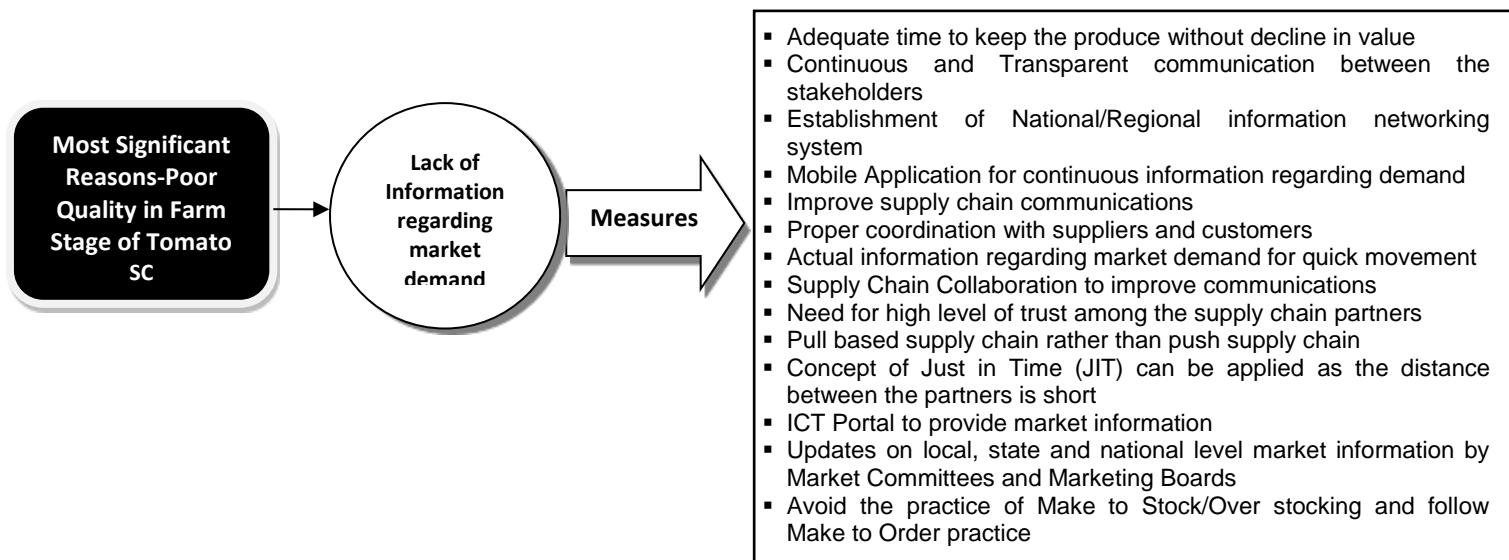 Most Significant
Reasons-Poor
Quality in Farm
Stage of Tomato
SC
Lack of
Information
regarding
market
demand
Measures
▪ Adequate time to keep the produce without decline in value
▪ Continuous and Transparent communication between the
stakeholders
▪ Establishment of National/Regional information networking
system
▪ Mobile Application for continuous information regarding demand
▪ Improve supply chain communications
▪ Proper coordination with suppliers and customers
▪ Actual information regarding market demand for quick movement
▪ Supply Chain Collaboration to improve communications
▪ Need for high level of trust among the supply chain partners
▪ Pull based supply chain rather than push supply chain
▪ Concept of Just in Time (JIT) can be applied as the distance
between the partners is short
▪ ICT Portal to provide market information
▪ Updates on local, state and national level market information by
Market Committees and Marketing Boards
▪ Avoid the practice of Make to Stock/Over stocking and follow
Make to Order practice